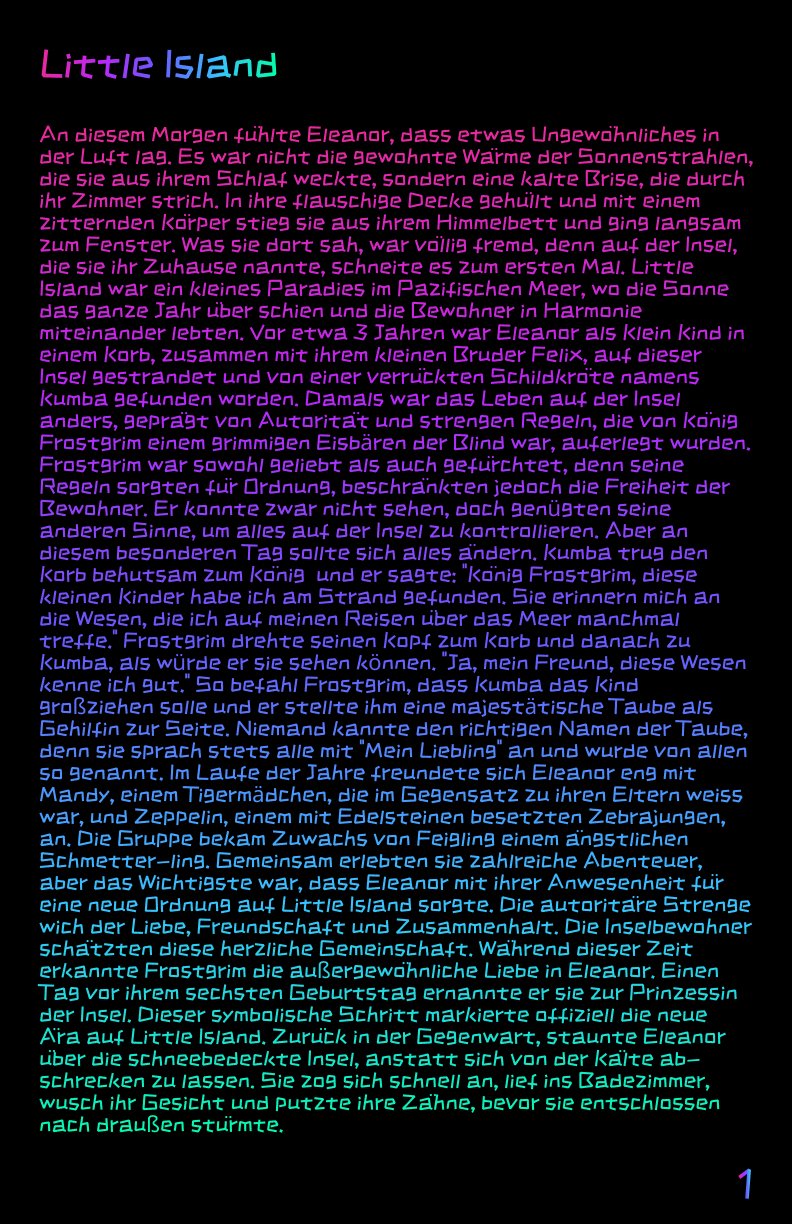 Little Island
An diesem Morgen fühlte Eleanor, dass etwas Ungewöhnliches in
der Luft lag. Es war nicht die gewohnte Wärme der Sonnenstrahlen,
die sie aus ihrem Schlaf weckte, sondern eine kalte Brise, die durch
ihr Zimmer strich. In ihre flauschige Decke gehüllt und mit einem
zitternden Körper stieg sie aus ihrem Himmelbett und ging langsam
zum Fenster. Was sie dort sah, war völlig fremd, denn auf der Insel,
die sie ihr Zuhause nannte, schneite es zum ersten Mal. Little
Island war ein kleines Paradies im Pazifischen Meer, wo die Sonne
das ganze Jahr über schien und die Bewohner in Harmonie
miteinander lebten. Vor etwa 3 Jahren war Eleanor als Klein Kind in
einem Korb, zusammen mit ihrem kleinen Bruder Felix, auf dieser
Insel gestrandet und von einer verrückten Schildkröte namens
Kumba gefunden worden. Damals war das Leben auf der Insel
anders, geprägt von Autorität und strengen Regeln, die von König
Frostgrim einem grimmigen Eisbären der Blind war, auferlegt wurden.
Frostgrim war sowohl geliebt als auch gefürchtet, denn seine
Regeln sorgten für Ordnung, beschränkten jedoch die Freiheit der
Bewohner. Er konnte zwar nicht sehen, doch genügten seine
anderen Sinne, um alles auf der Insel zu kontrollieren. Aber an
diesem besonderen Tag sollte sich alles ändern. Kumba trug den
Korb behutsam zum König  und er sagte: "König Frostgrim, diese
kleinen Kinder habe ich am Strand gefunden. Sie erinnern mich an
die Wesen, die ich auf meinen Reisen über das Meer manchmal
treffe." Frostgrim drehte seinen Kopf zum Korb und danach zu
Kumba, als würde er sie sehen können. "Ja, mein Freund, diese Wesen
kenne ich gut." So befahl Frostgrim, dass Kumba das Kind
großziehen solle und er stellte ihm eine majestätische Taube als
Gehilfin zur Seite. Niemand kannte den richtigen Namen der Taube,
denn sie sprach stets alle mit "Mein Liebling" an und wurde von allen
so genannt. Im Laufe der Jahre freundete sich Eleanor eng mit
Mandy, einem Tigermädchen, die im Gegensatz zu ihren Eltern weiss
war, und Zeppelin, einem mit Edelsteinen besetzten Zebrajungen,
an. Die Gruppe bekam Zuwachs von Feigling einem ängstlichen
Schmetter-ling. Gemeinsam erlebten sie zahlreiche Abenteuer,
aber das Wichtigste war, dass Eleanor mit ihrer Anwesenheit für
eine neue Ordnung auf Little Island sorgte. Die autoritäre Strenge
wich der Liebe, Freundschaft und Zusammenhalt. Die Inselbewohner
schätzten diese herzliche Gemeinschaft. Während dieser Zeit
erkannte Frostgrim die außergewöhnliche Liebe in Eleanor. Einen
Tag vor ihrem sechsten Geburtstag ernannte er sie zur Prinzessin
der Insel. Dieser symbolische Schritt markierte offiziell die neue
Ära auf Little Island. Zurück in der Gegenwart, staunte Eleanor
über die schneebedeckte Insel, anstatt sich von der Kälte ab-
schrecken zu lassen. Sie zog sich schnell an, lief ins Badezimmer,
wusch ihr Gesicht und putzte ihre Zähne, bevor sie entschlossen
nach draußen stürmte.
1